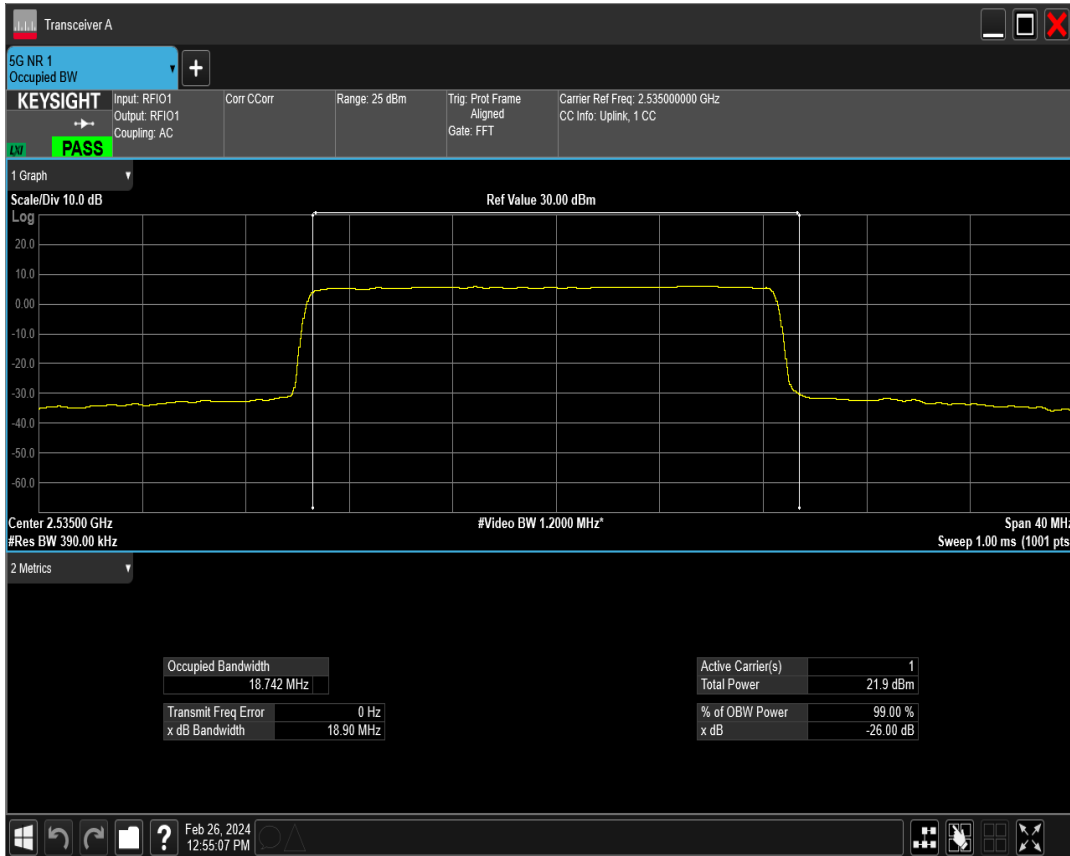 Transceiver A
5G NR 1
Occupied BW
+
KEYSIGHT
LXI
PASS
Input: RFIO1
Output: RFIO1
Coupling: AC
Corr CCorr
Range: 25 dBm
Trig: Prot Frame
Aligned
Gate: FFT
Carrier Ref Freq: 2.535000000 GHz
CC Info: Uplink, 1 CC
1 Graph
Scale/Div 10.0 dB
Ref Value 30.00 dBm
Log
20.0
10.0
0.00
-10.0
-20.0
-30.0
-40.0
-50.0
-60.0
Center 2.53500 GHz
#Video BW 1.2000 MHz*
Span 40 MHz
#Res BW 390.00 kHz
Sweep 1.00 ms (1001 pts
2 Metrics
Occupied Bandwidth
18.742 MHz
Transmit Freq Error 0 Hz
x dB Bandwidth 18.90 MHz
Active Carrier(s) 1
Total Power 21.9 dBm
% of OBW Power 99.00 %
x dB -26.00 dB
?
Feb 26, 2024
12:55:07 PM